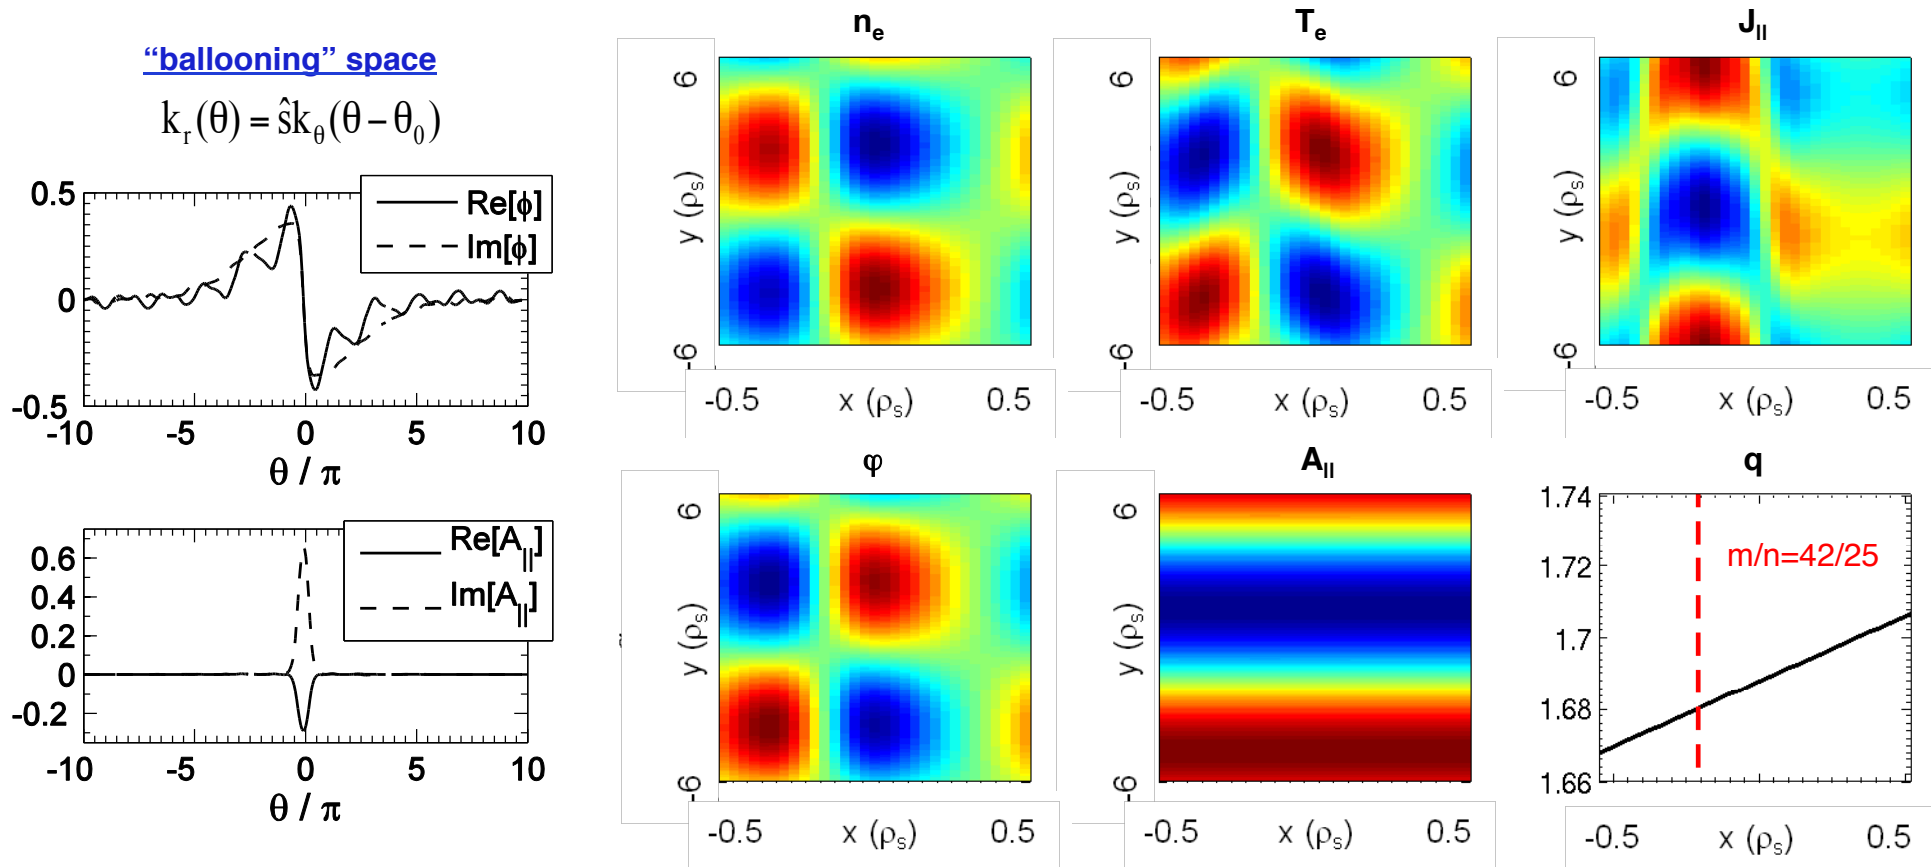 “ballooning” space
k_r(θ) = ŝk_θ(θ − θ_0)
0.5
0
-0.5
-10
-5
0
5
10
θ / π
Re[ϕ]
Im[ϕ]
0.6
0.4
0.2
0
-0.2
-10
-5
0
5
10
θ / π
Re[A_||]
Im[A_||]
n_e
6
y (ρ_s)
-6
-0.5
x (ρ_s)
0.5
T_e
6
y (ρ_s)
-6
-0.5
x (ρ_s)
0.5
J_||
6
y (ρ_s)
-6
-0.5
x (ρ_s)
0.5
φ
6
y (ρ_s)
-6
-0.5
x (ρ_s)
0.5
A_||
6
y (ρ_s)
-6
-0.5
x (ρ_s)
0.5
q
1.74
1.72
1.7
1.68
1.66
m/n=42/25
-0.5
x (ρ_s)
0.5